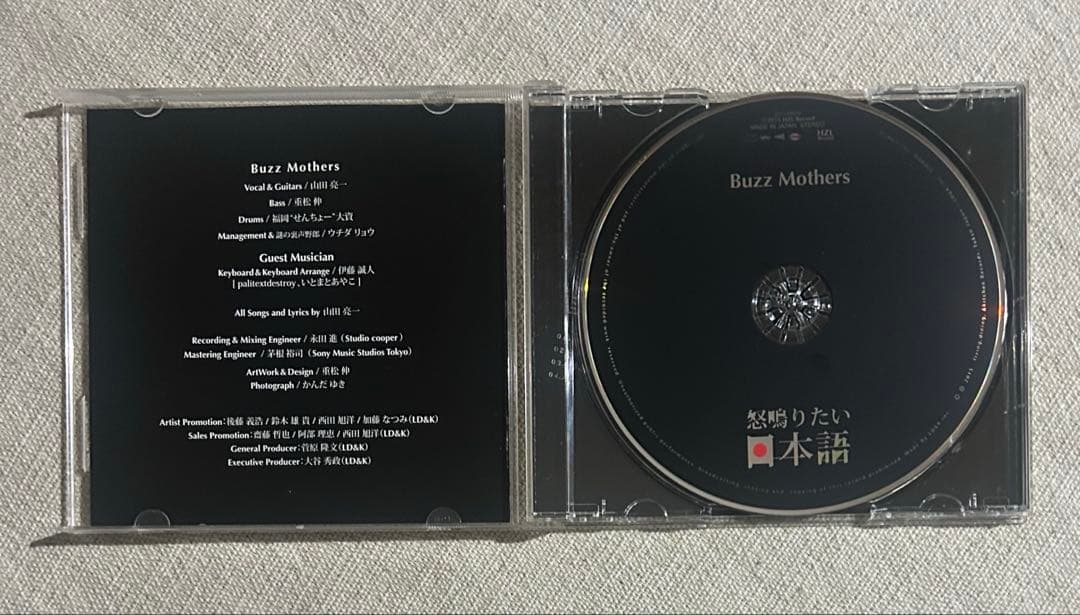 Buzz Mothers
Vocal & Guitars / 山田 亮一
Bass / 重松 伸
Drums / 福岡“せんちょー”大資
Management & 謎の裏声野郎 / ウチダ リョウ
Guest Musician
Keyboard & Keyboard Arrange / 伊藤 誠人
[ palitextdestroy、いとまとあやこ ]
All Songs and Lyrics by 山田 亮一
Recording & Mixing Engineer / 永田 進 (Studio cooper)
Mastering Engineer / 茅根 裕司 (Sony Music Studios Tokyo)
ArtWork & Design / 重松 伸
Photograph / かんだ ゆき
Artist Promotion:後藤 義浩 / 鈴木 雄貴 / 西田 旭洋 / 加藤 なつみ(LD&K)
Sales Promotion:齋藤 哲也 / 阿部 理恵 / 西田 旭洋(LD&K)
General Producer:菅原 隆文(LD&K)
Executive Producer:大谷 秀政(LD&K)
MADE IN JAPAN, STEREO
HZL
Buzz Mothers
怒鳴りたい
日本語